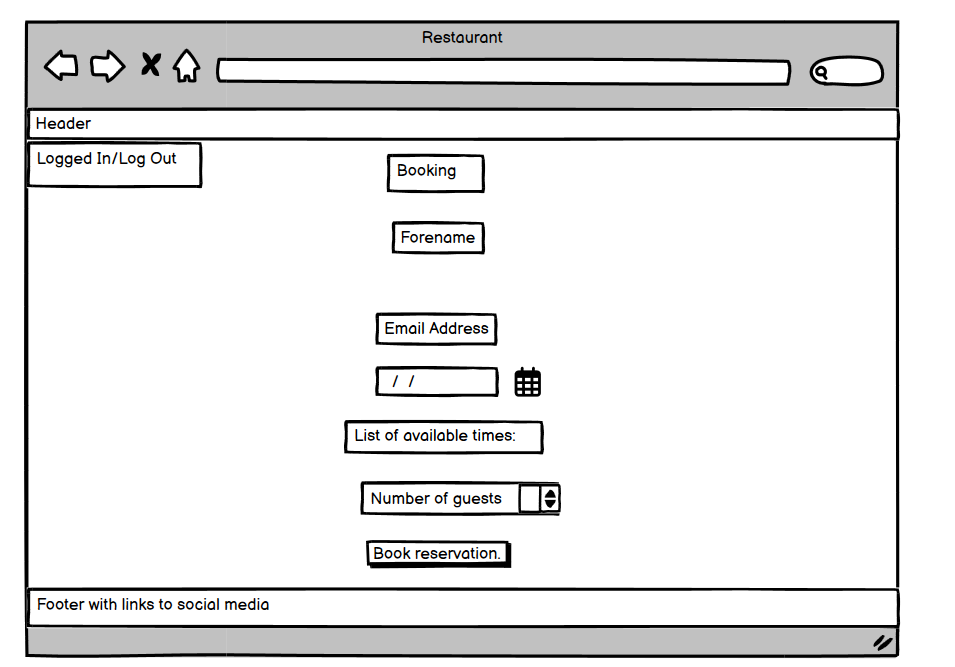 Restaurant
Header
Logged In/Log Out
Booking
Forename
Email Address
/ /
List of available times:
Number of guests
Book reservation.
Footer with links to social media